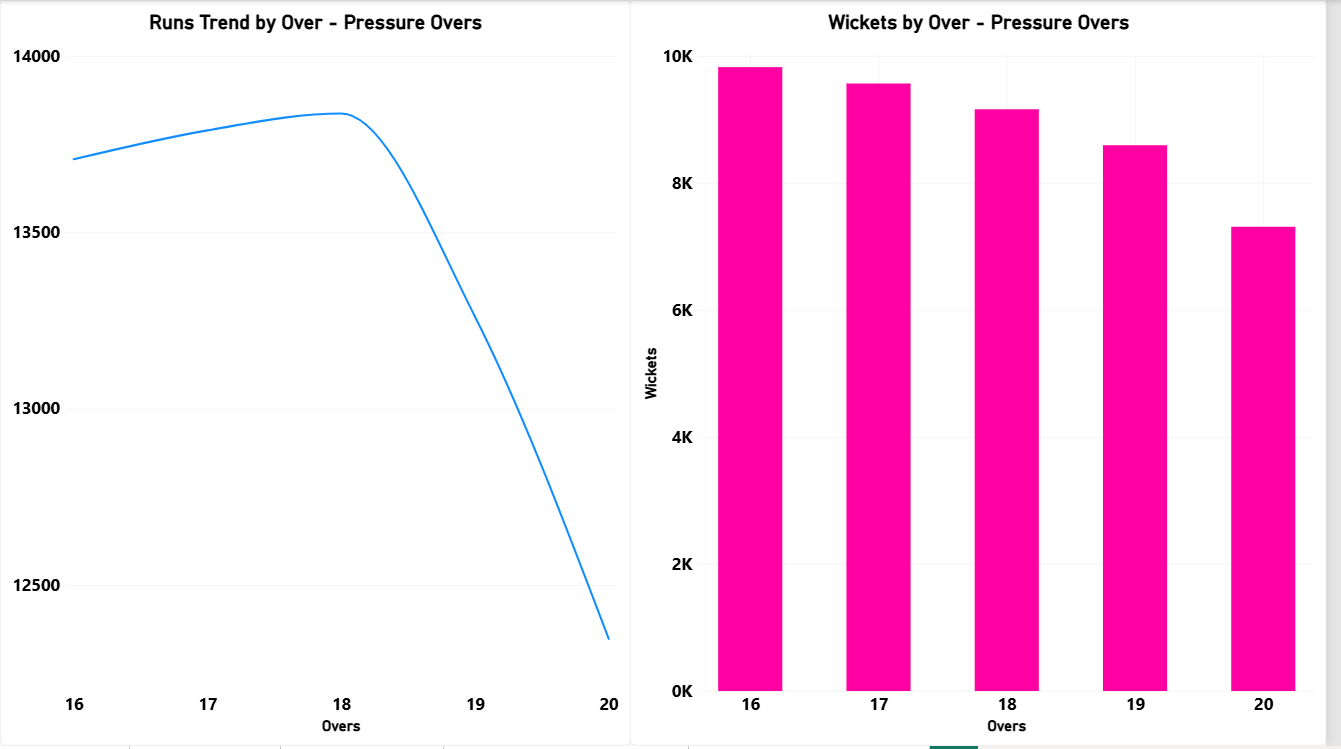 Runs Trend by Over - Pressure Overs
14000
13500
13000
12500
16 17 18 19 20
Overs
Wickets by Over - Pressure Overs
10K
8K
6K
4K
2K
0K
Wickets
16 17 18 19 20
Overs